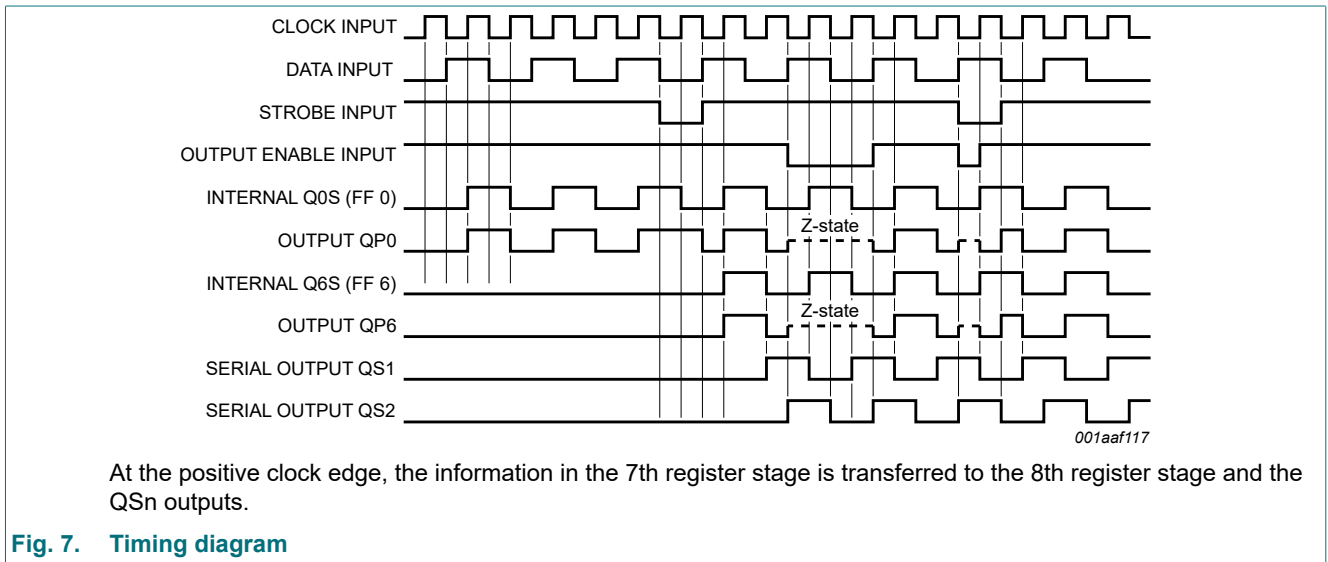 CLOCK INPUT
DATA INPUT
STROBE INPUT
OUTPUT ENABLE INPUT
INTERNAL Q0S (FF 0)
Z-state
OUTPUT QP0
INTERNAL Q6S (FF 6)
Z-state
OUTPUT QP6
SERIAL OUTPUT QS1
SERIAL OUTPUT QS2
001aaf117
At the positive clock edge, the information in the 7th register stage is transferred to the 8th register stage and the
QSn outputs.
Fig. 7. Timing diagram